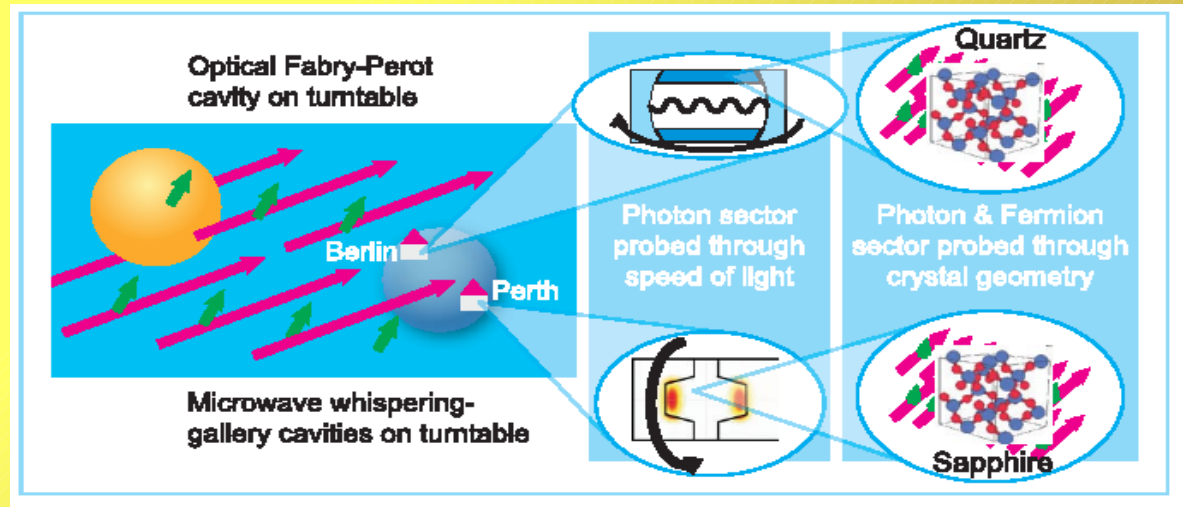 Optical Fabry-Perot
cavity on turntable
Berlin
Perth
Microwave whispering-
gallery cavities on turntable
Photon sector
probed through
speed of light
Quartz
Photon & Fermion
sector probed through
crystal geometry
Sapphire